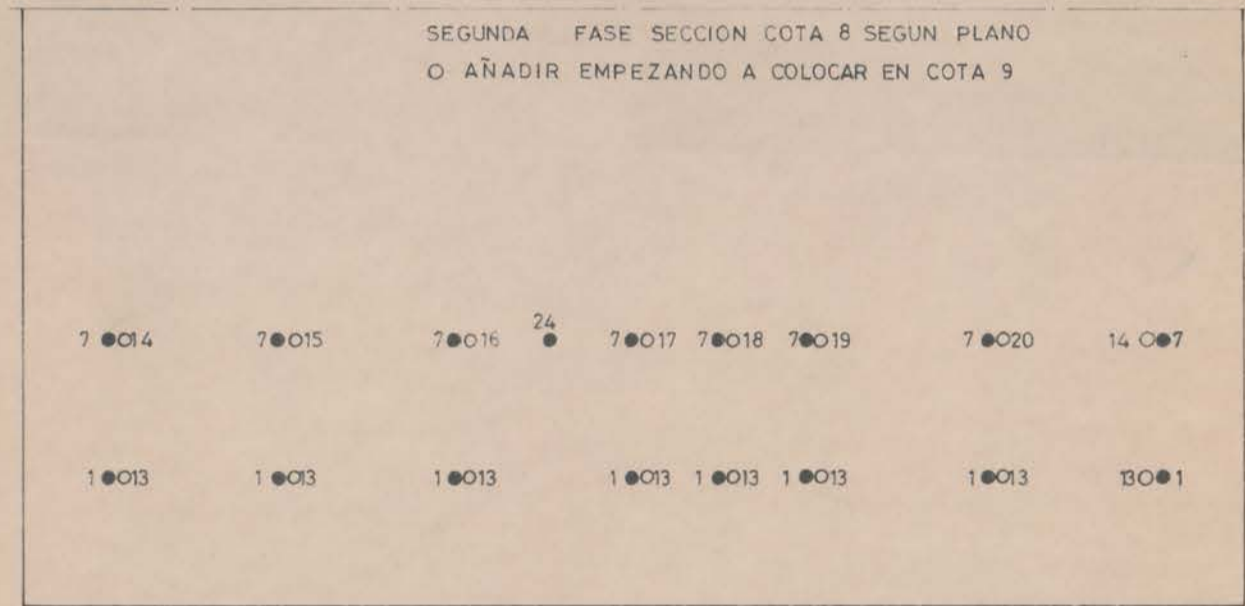 SEGUNDA FASE SECCION COTA 8 SEGUN PLANO
O AÑADIR EMPEZANDO A COLOCAR EN COTA 9
24
7 ●O14 7●O15 7●O16 ● 7●O17 7●O18 7●O19 7●O20 14 O●7
1●O13 1●O13 1●O13 1●O13 1●O13 1●O13 1●O13 13O●1